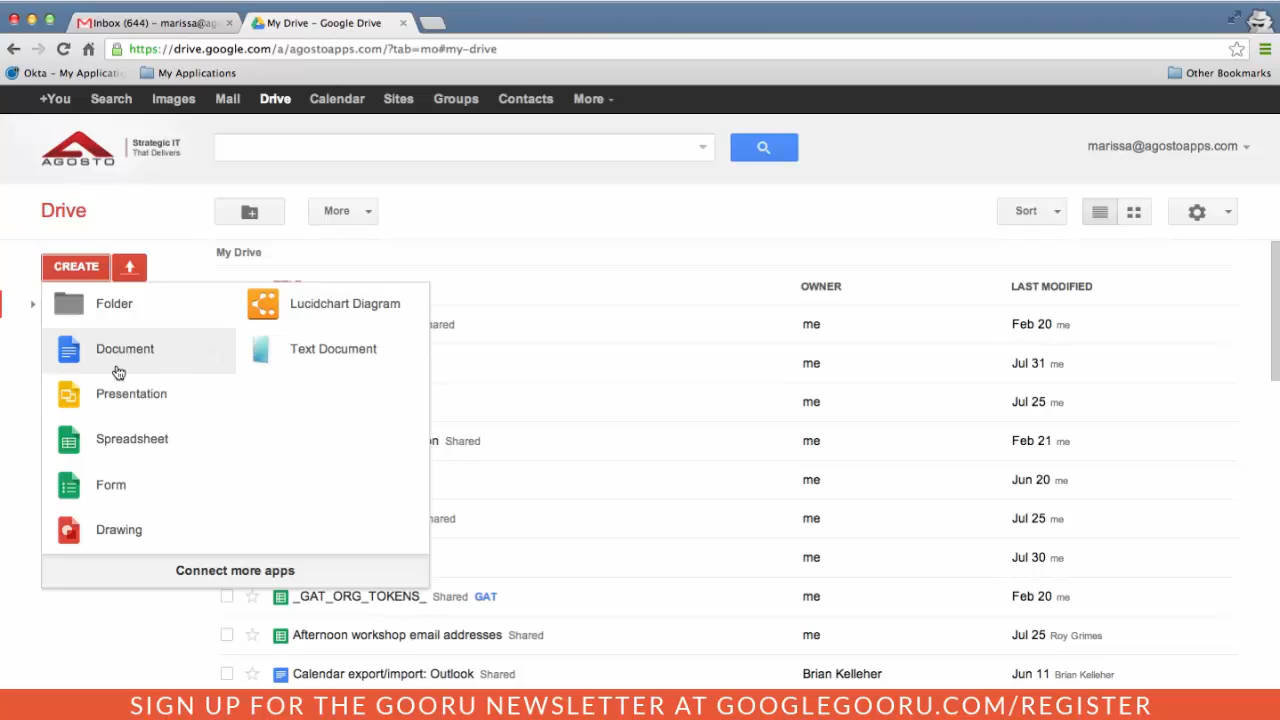 Inbox (644) – marissa@ag
My Drive – Google Drive
https://drive.google.com/a/agostoapps.com/?tab=mo#my-drive
Okta – My Applicati
My Applications
Other Bookmarks
+You Search Images Mail Drive Calendar Sites Groups Contacts More
AGOSTO
Strategic IT
That Delivers
marissa@agostoapps.com
Drive
More
Sort
CREATE
My Drive
OWNER LAST MODIFIED
Folder
Lucidchart Diagram
Document
Text Document
Presentation
Spreadsheet
Form
Drawing
Connect more apps
me Feb 20 me
me Jul 31 me
me Jul 25 me
Shared me Feb 21 me
me Jun 20 me
me Jul 25 me
me Jul 30 me
_GAT_ORG_TOKENS_ Shared GAT me Feb 20 me
Afternoon workshop email addresses Shared me Jul 25 Roy Grimes
Calendar export/import: Outlook Shared Brian Kelleher Jun 11 Brian Kelleher
SIGN UP FOR THE GOORU NEWSLETTER AT GOOGLEGOORU.COM/REGISTER